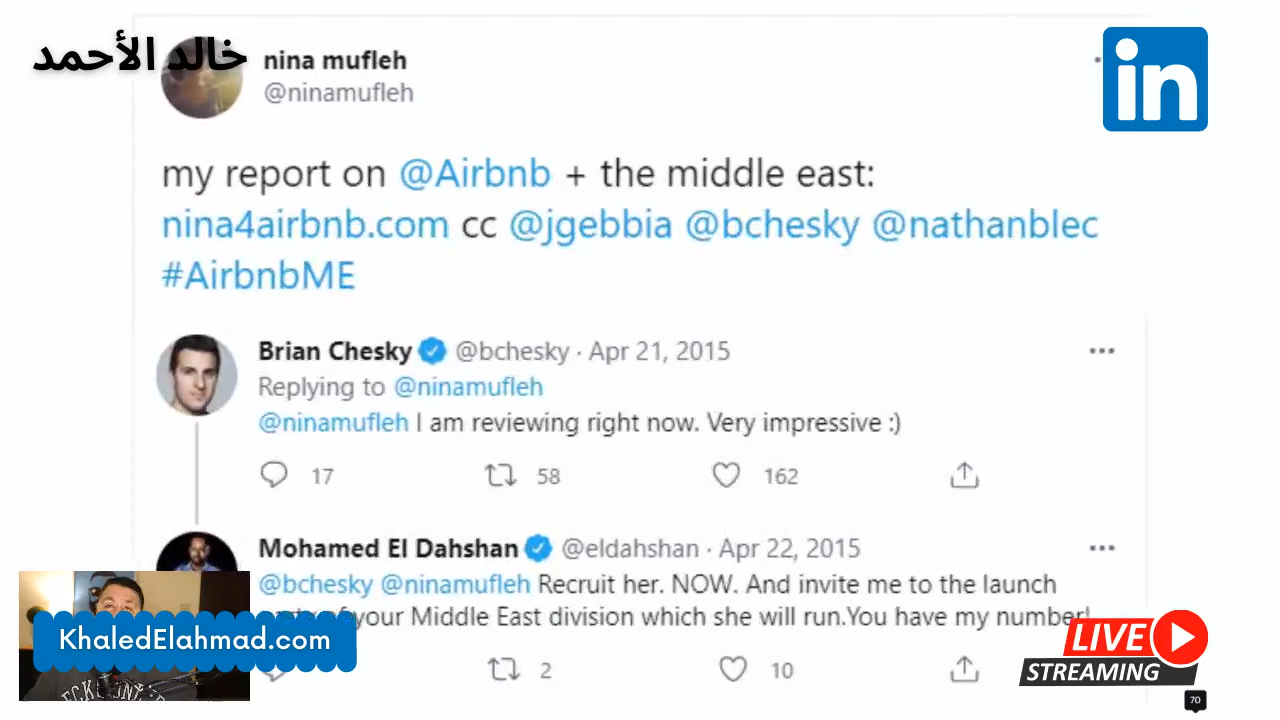 خالد الأحمد
nina mufleh
@ninamufleh
in
my report on @Airbnb + the middle east:
nina4airbnb.com cc @jgebbia @bchesky @nathanblec
#AirbnbME
Brian Chesky @bchesky · Apr 21, 2015
Replying to @ninamufleh
@ninamufleh I am reviewing right now. Very impressive :)
17 58 162
Mohamed El Dahshan @eldahshan · Apr 22, 2015
@bchesky @ninamufleh Recruit her. NOW. And invite me to the launch
your Middle East division which she will run.You have my number!
KhaledElahmad.com
2 10
LIVE
STREAMING
70